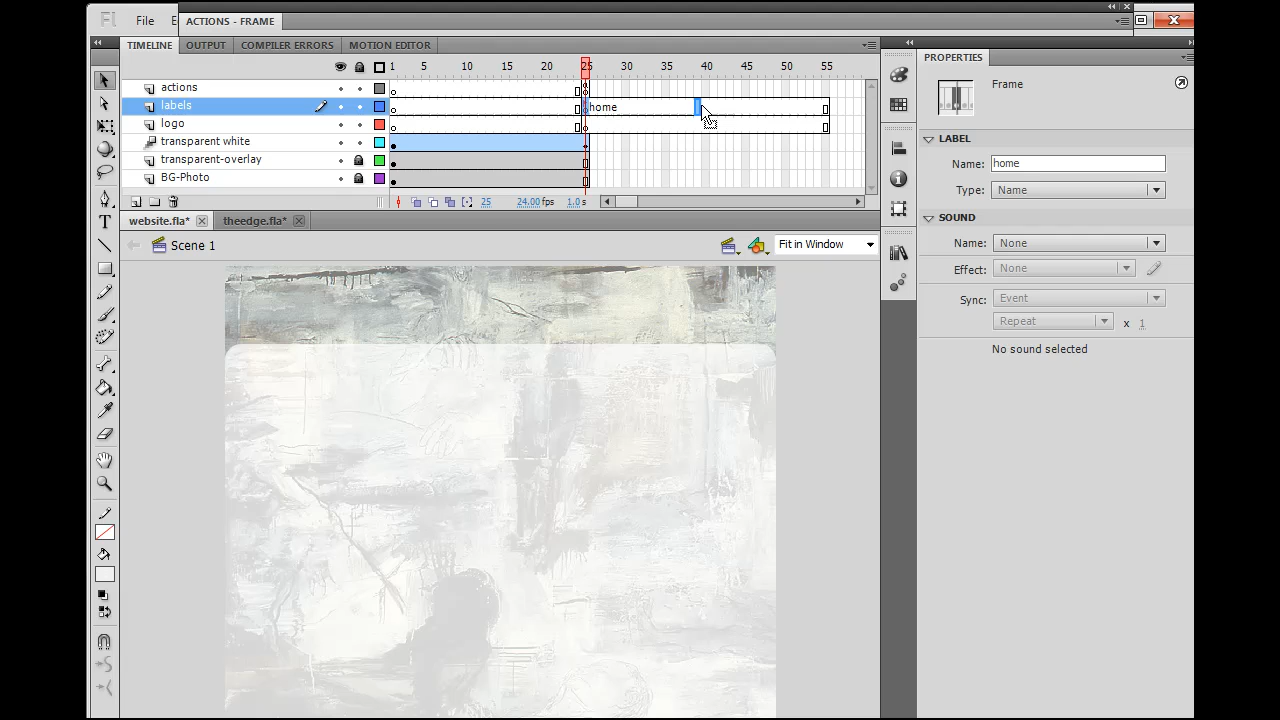 Fl File E ACTIONS - FRAME
TIMELINE OUTPUT COMPILER ERRORS MOTION EDITOR PROPERTIES
1 5 10 15 20 25 30 35 40 45 50 55
Frame
actions
labels home
logo
transparent white
transparent-overlay
BG-Photo
25 24.00 fps 1.0 s
LABEL
Name: home
Type: Name
website.fla* theedge.fla*
SOUND
Scene 1 Fit in Window
Name: None
Effect: None
Sync: Event
Repeat x 1
No sound selected
T